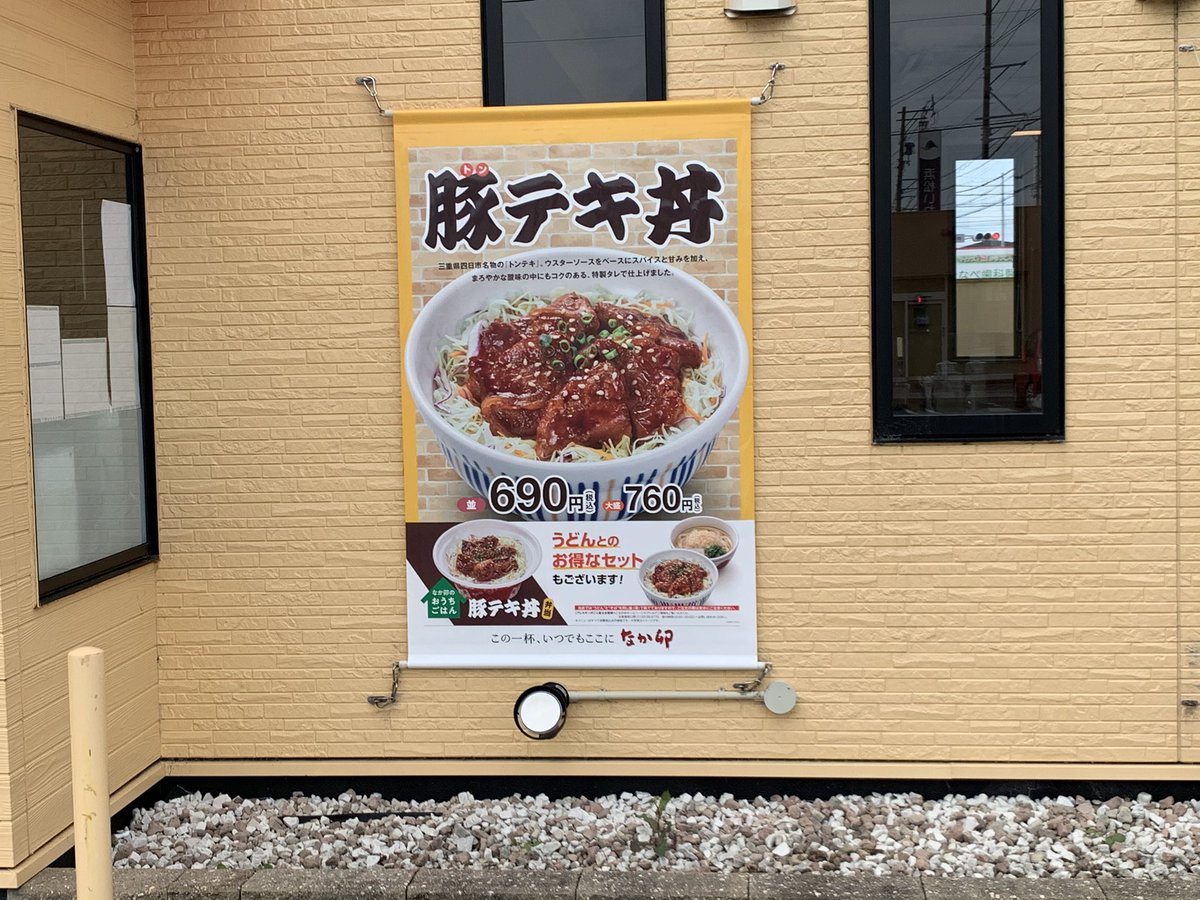 トン
豚テキ丼
三重県四日市名物の「トンテキ」。ウスターソースをベースにスパイスと甘みを加え、
まろやかな酸味の中にもコクのある、特製タレで仕上げました。
並 690円(税込) 大盛 760円(税込)
うどんとの
お得なセット
もございます!
なか卯の
おうち
ごはん
豚テキ丼 弁当
この一杯、いつでもここに なか卯